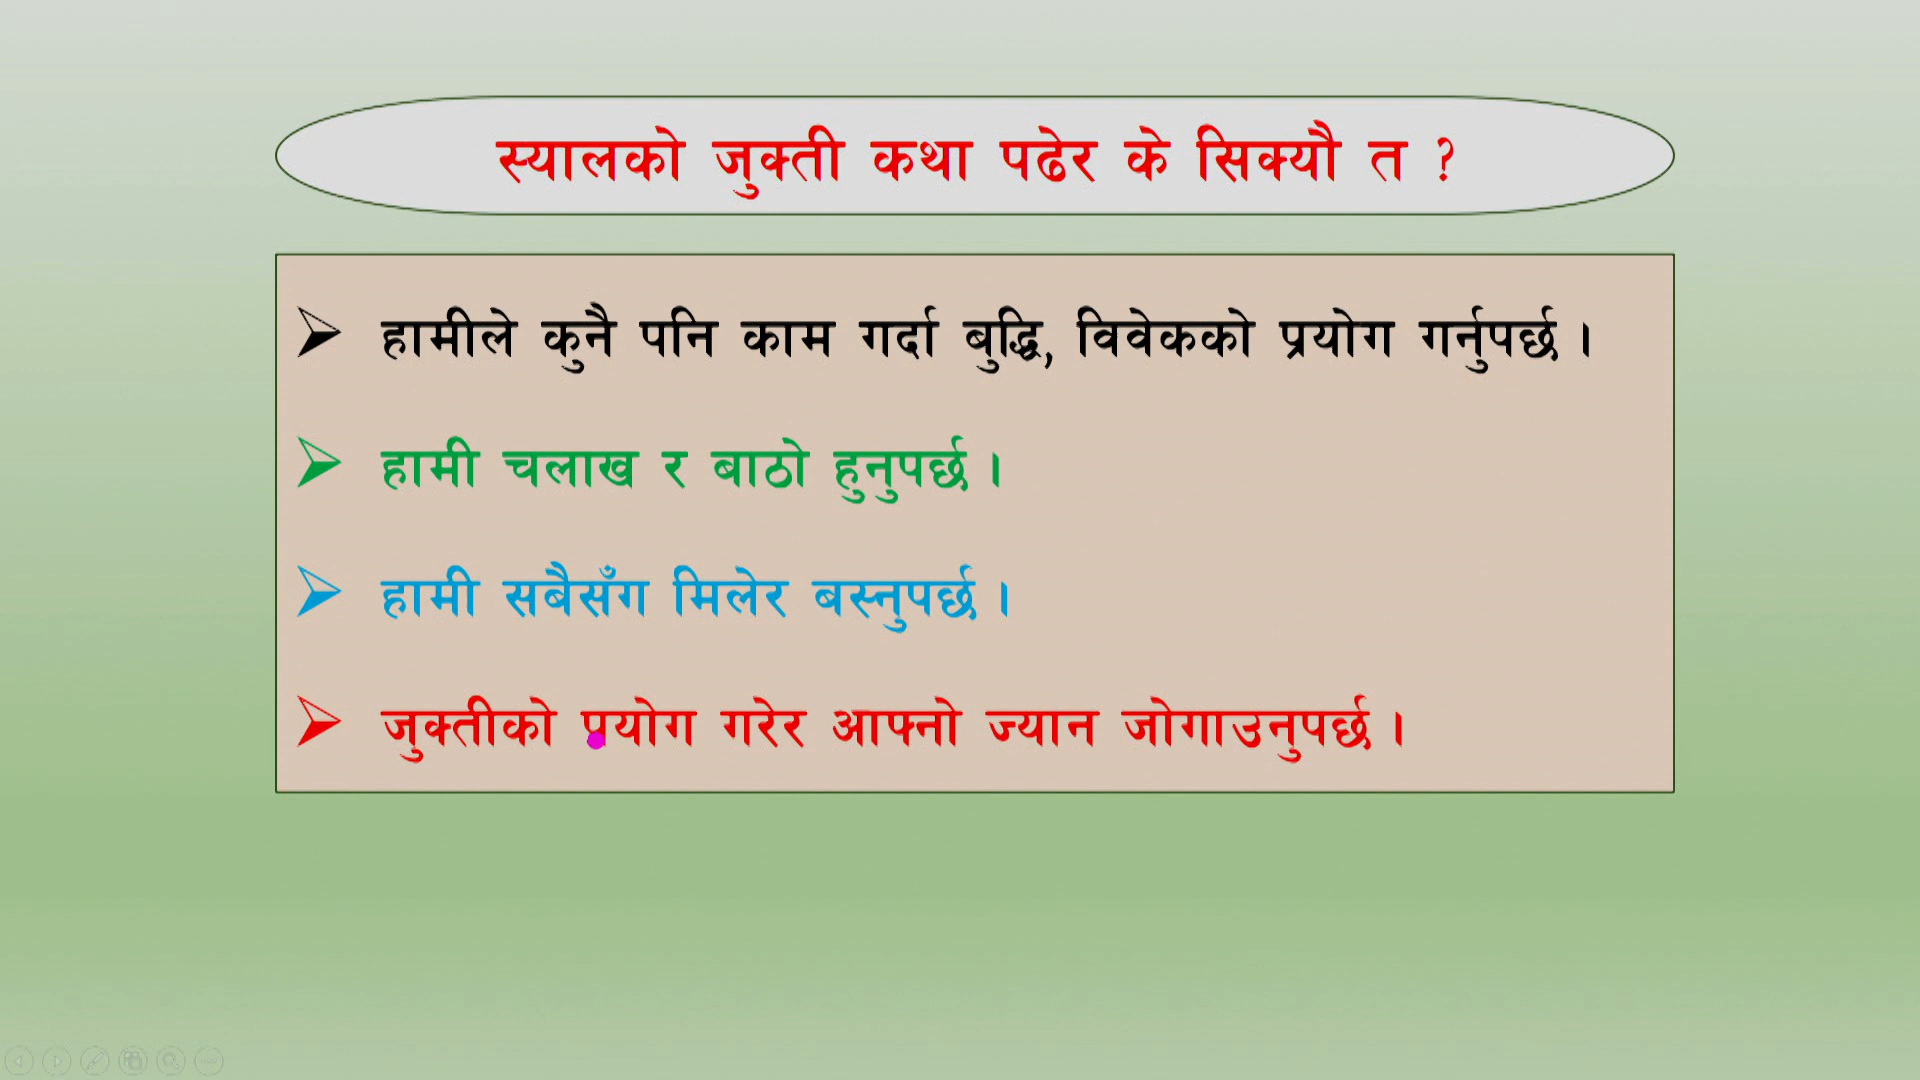 स्यालको जुक्ती कथा पढेर के सिक्यौ त ?
हामीले कुनै पनि काम गर्दा बुद्धि, विवेकको प्रयोग गर्नुपर्छ ।
हामी चलाख र बाठो हुनुपर्छ ।
हामी सबैसँग मिलेर बस्नुपर्छ ।
जुक्तीको प्रयोग गरेर आफ्नो ज्यान जोगाउनुपर्छ ।